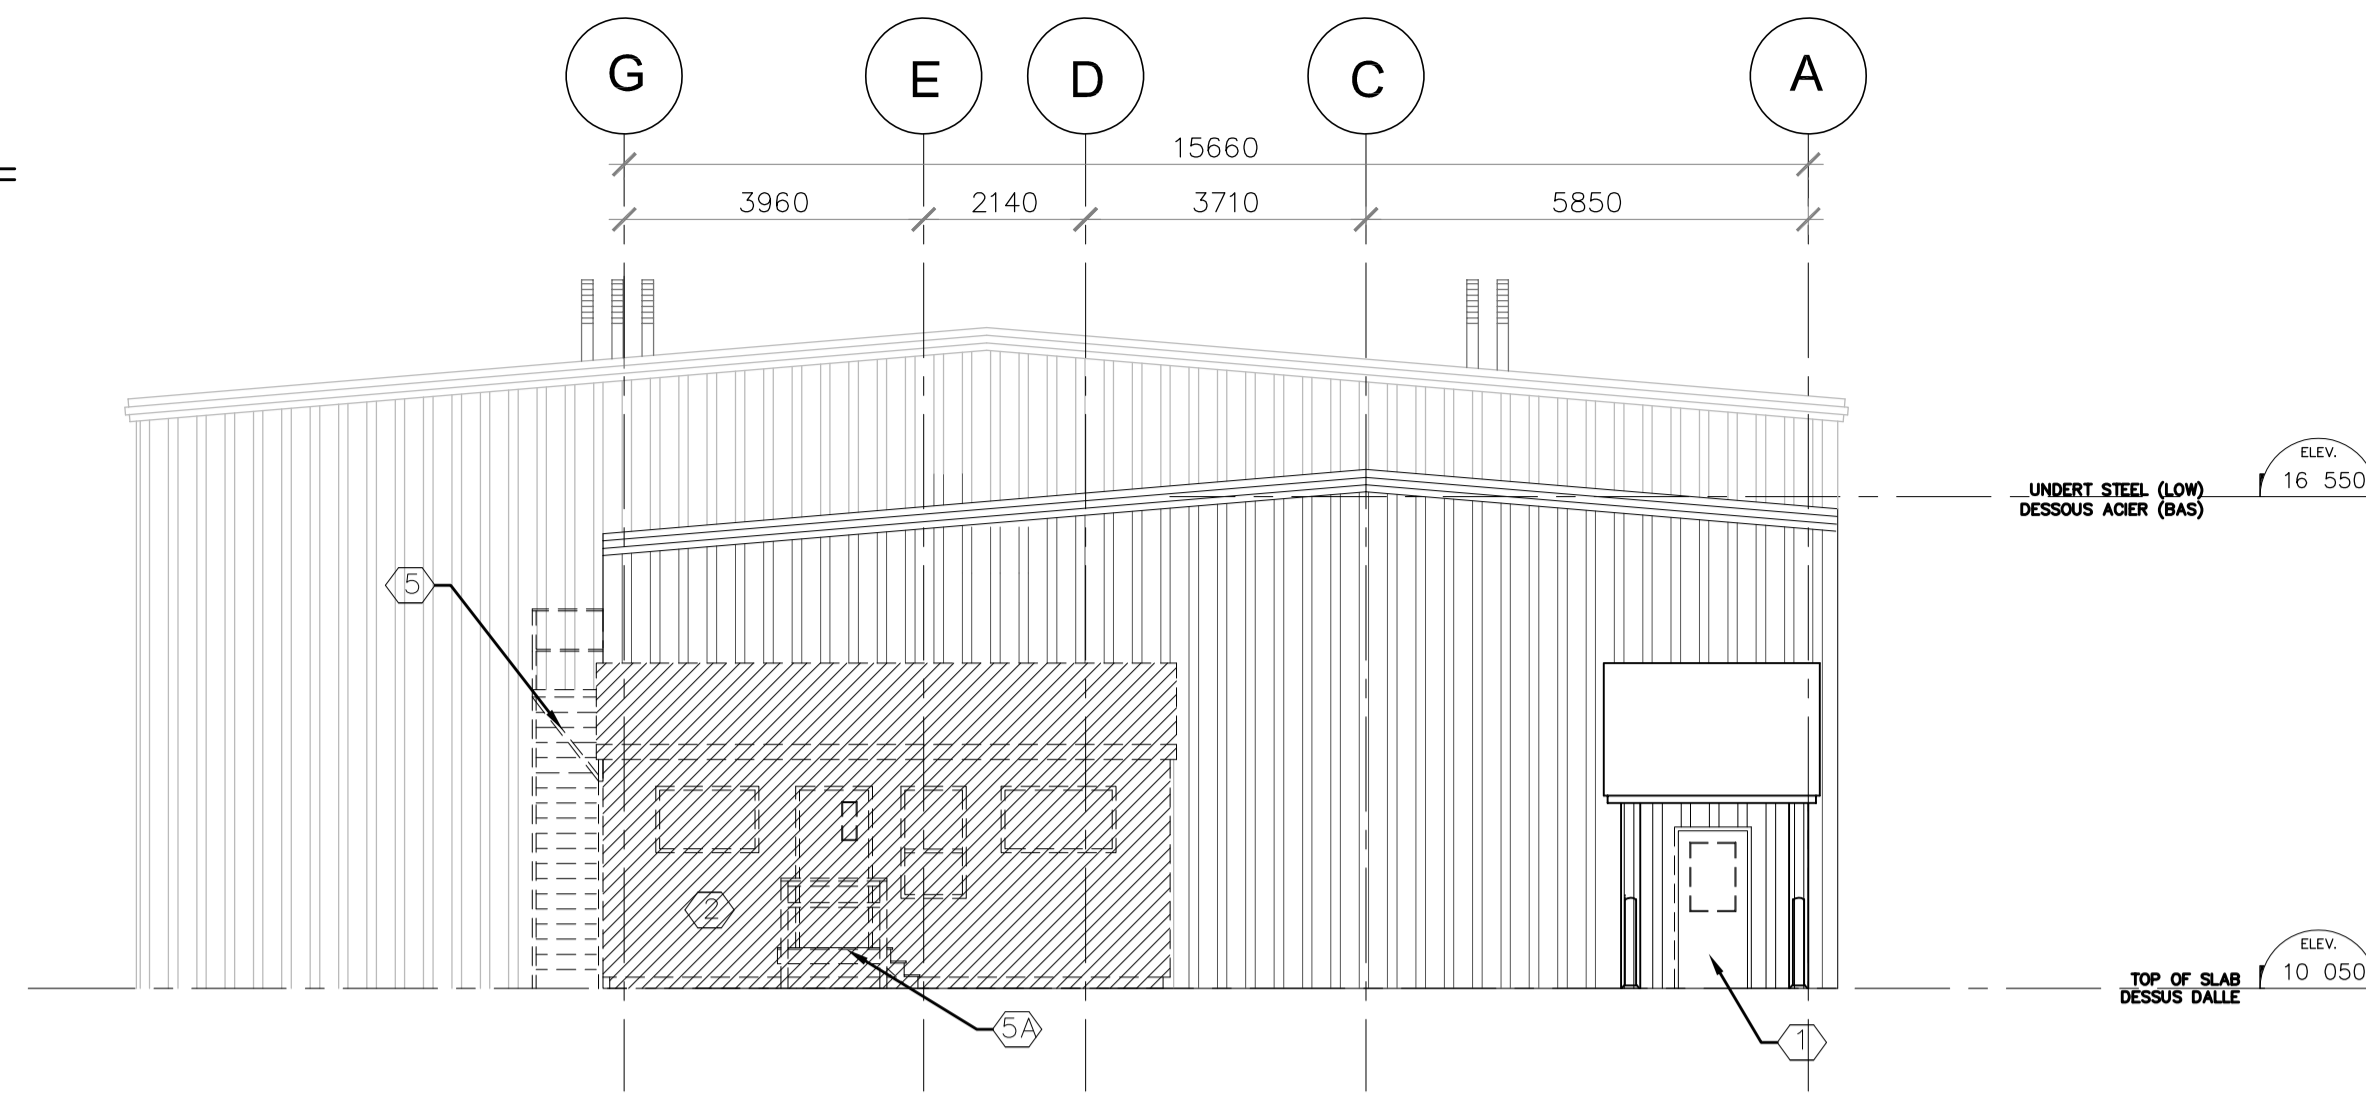 G E D C A
15660
3960 2140 3710 5850
ELEV.
16 550
UNDERT STEEL (LOW)
DESSOUS ACIER (BAS)
5
2
ELEV.
10 050
TOP OF SLAB
DESSUS DALLE
5A
1